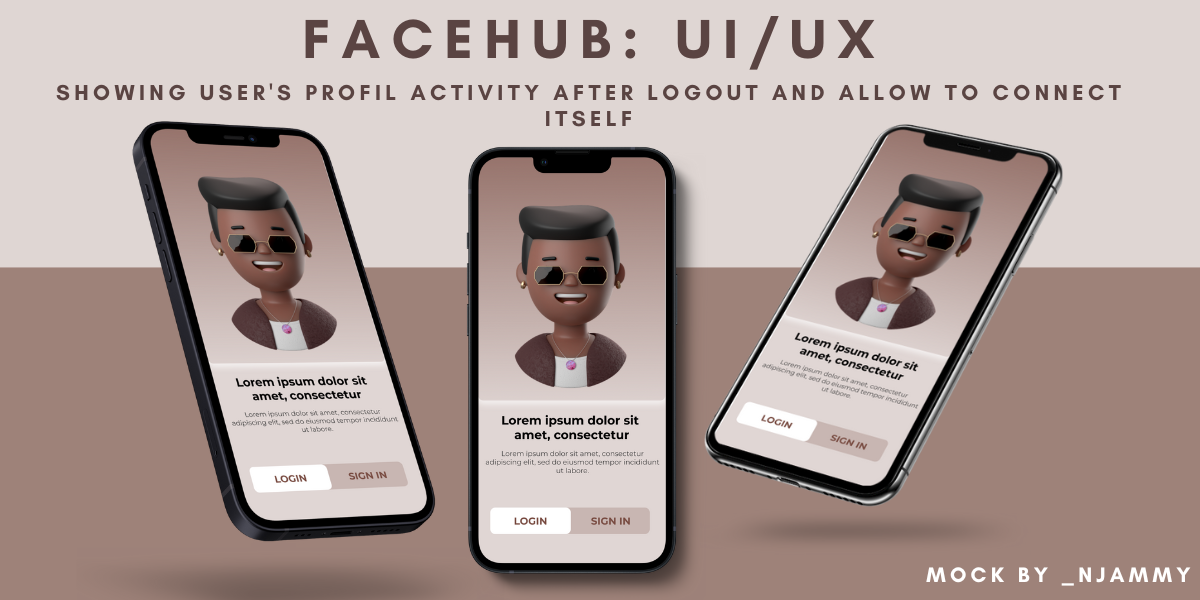 FACEHUB: UI/UX
SHOWING USER'S PROFIL ACTIVITY AFTER LOGOUT AND ALLOW TO CONNECT
ITSELF
Lorem ipsum dolor sit
amet, consectetur
Lorem ipsum dolor sit amet, consectetur
adipiscing elit, sed do eiusmod tempor incididunt
ut labore.
LOGIN
SIGN IN
Lorem ipsum dolor sit
amet, consectetur
Lorem ipsum dolor sit amet, consectetur
adipiscing elit, sed do eiusmod tempor incididunt
ut labore.
LOGIN
SIGN IN
Lorem ipsum dolor sit
amet, consectetur
Lorem ipsum dolor sit amet, consectetur
adipiscing elit, sed do eiusmod tempor incididunt
ut labore.
LOGIN
SIGN IN
MOCK BY _NJAMMY